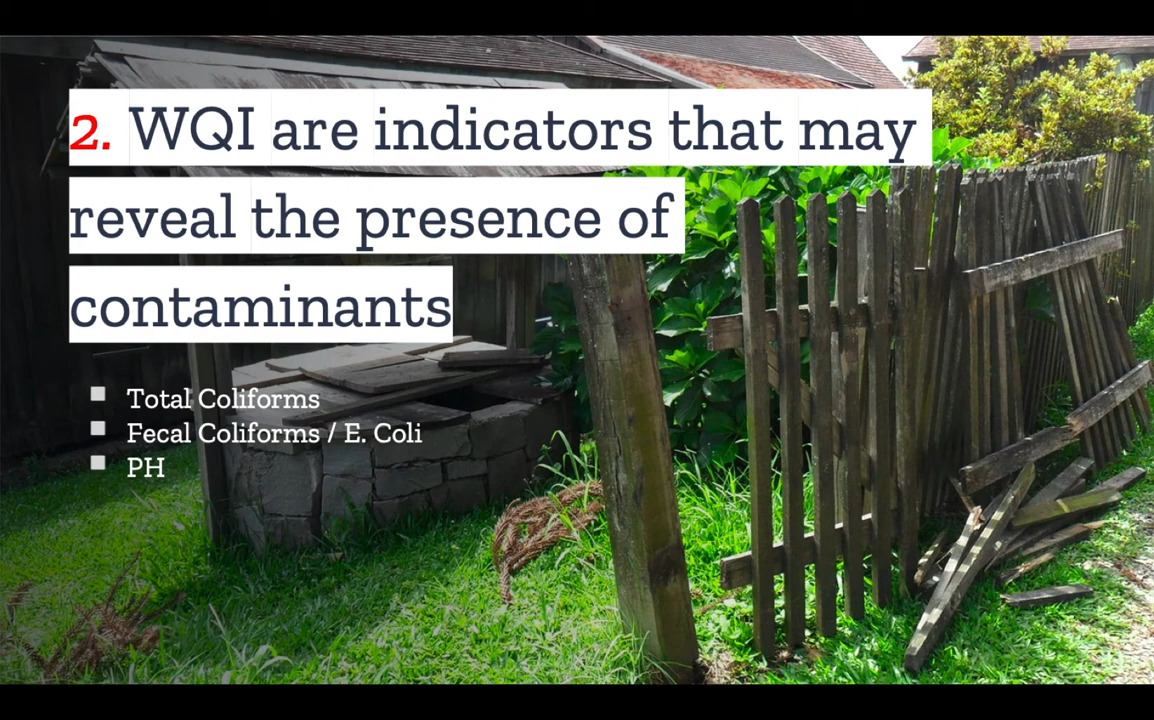 2. WQI are indicators that may
reveal the presence of
contaminants
Total Coliforms
Fecal Coliforms / E. Coli
PH